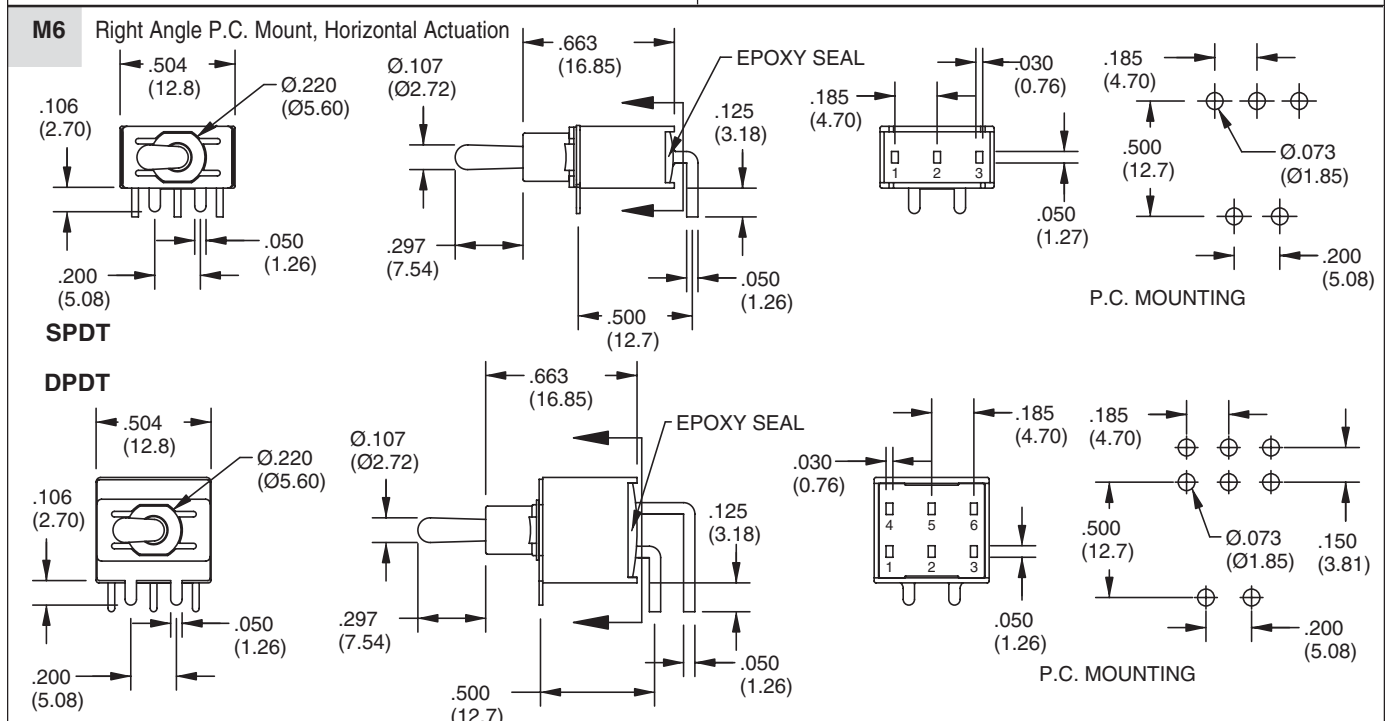 M6 Right Angle P.C. Mount, Horizontal Actuation
.504
(12.8)
.106
(2.70)
Ø.220
(Ø5.60)
.050
(1.26)
.200
(5.08)
SPDT
.663
(16.85)
Ø.107
(Ø2.72)
EPOXY SEAL
.125
(3.18)
.297
(7.54)
.050
(1.26)
.500
(12.7)
.030
(0.76)
.185
(4.70)
1 2 3
.050
(1.27)
.185
(4.70)
.500
(12.7)
Ø.073
(Ø1.85)
.200
(5.08)
P.C. MOUNTING
DPDT
.504
(12.8)
Ø.220
(Ø5.60)
.106
(2.70)
.050
(1.26)
.200
(5.08)
.663
(16.85)
Ø.107
(Ø2.72)
EPOXY SEAL
.125
(3.18)
.297
(7.54)
.050
(1.26)
.500
(12.7)
.185
(4.70)
.030
(0.76)
4 5 6
1 2 3
.050
(1.26)
.185
(4.70)
.500
(12.7)
Ø.073
(Ø1.85)
.150
(3.81)
.200
(5.08)
P.C. MOUNTING